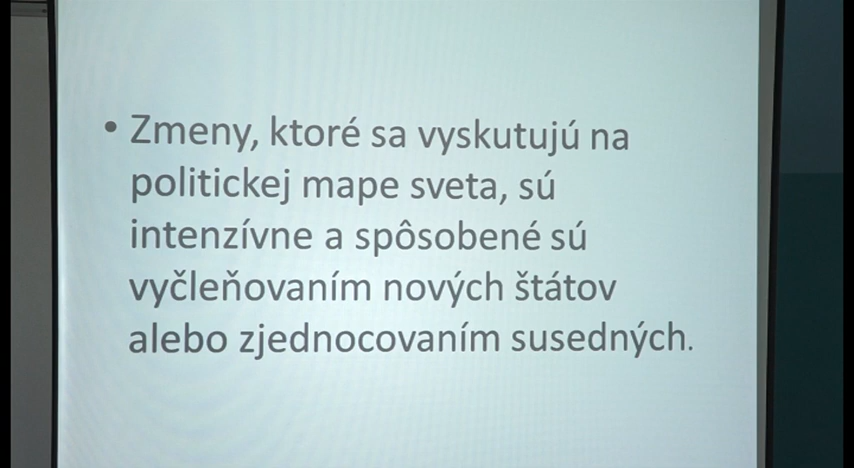 • Zmeny, ktoré sa vyskutujú na
politickej mape sveta, sú
intenzívne a spôsobené sú
vyčleňovaním nových štátov
alebo zjednocovaním susedných.